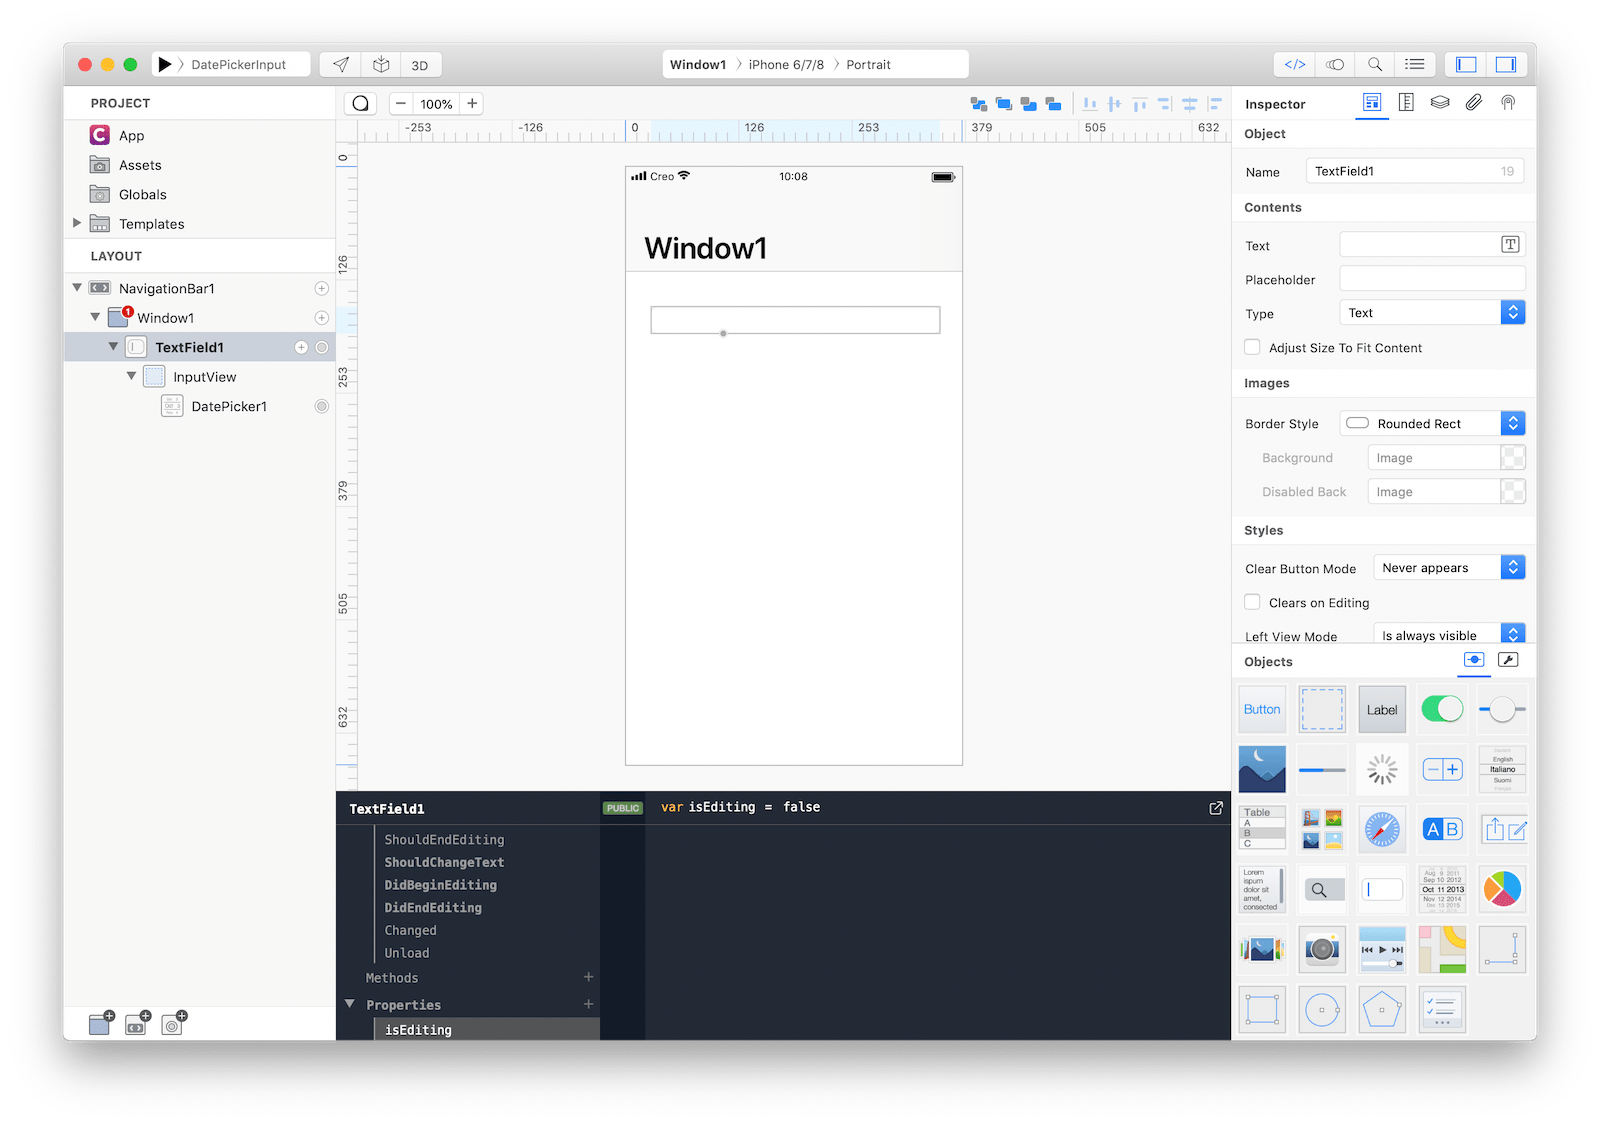 DatePickerInput
3D
Window1 〉 iPhone 6/7/8 〉 Portrait
PROJECT
App
Assets
Globals
Templates
LAYOUT
NavigationBar1
1
Window1
TextField1
InputView
DatePicker1
100%
-253 -126 0 126 253 379 505 632
0
126
253
379
505
632
Creo 10:08
Window1
TextField1
ShouldEndEditing
ShouldChangeText
DidBeginEditing
DidEndEditing
Changed
Unload
Methods
Properties
isEditing
PUBLIC var isEditing = false
Inspector
Object
Name TextField1 19
Contents
Text T
Placeholder
Type Text
Adjust Size To Fit Content
Images
Border Style Rounded Rect
Background Image
Disabled Back Image
Styles
Clear Button Mode Never appears
Clears on Editing
Left View Mode Is always visible
Objects
Button Label
English
Italiano
Suomi
Table
A
B
C
A B
Lorem
ispum
dolor sit
amet,
consected
Aug 9 2011
Sep 10 2012
Oct 11 2013
Nov 12 2014
Dec 13 2015